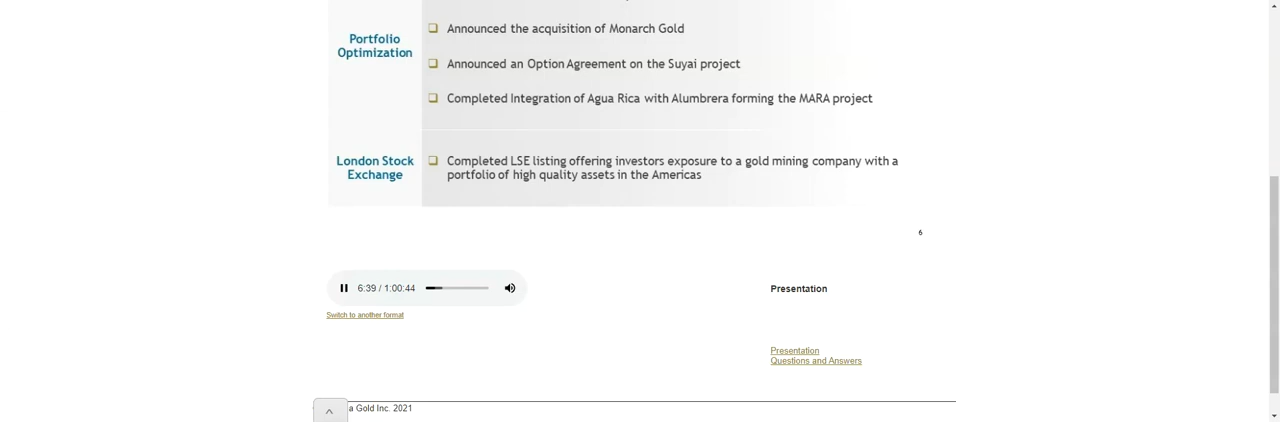 Portfolio
Optimization
Announced the acquisition of Monarch Gold
Announced an Option Agreement on the Suyai project
Completed Integration of Agua Rica with Alumbrera forming the MARA project
London Stock
Exchange
Completed LSE listing offering investors exposure to a gold mining company with a
portfolio of high quality assets in the Americas
6
6:39 / 1:00:44
Presentation
Switch to another format
Presentation
Questions and Answers
a Gold Inc. 2021